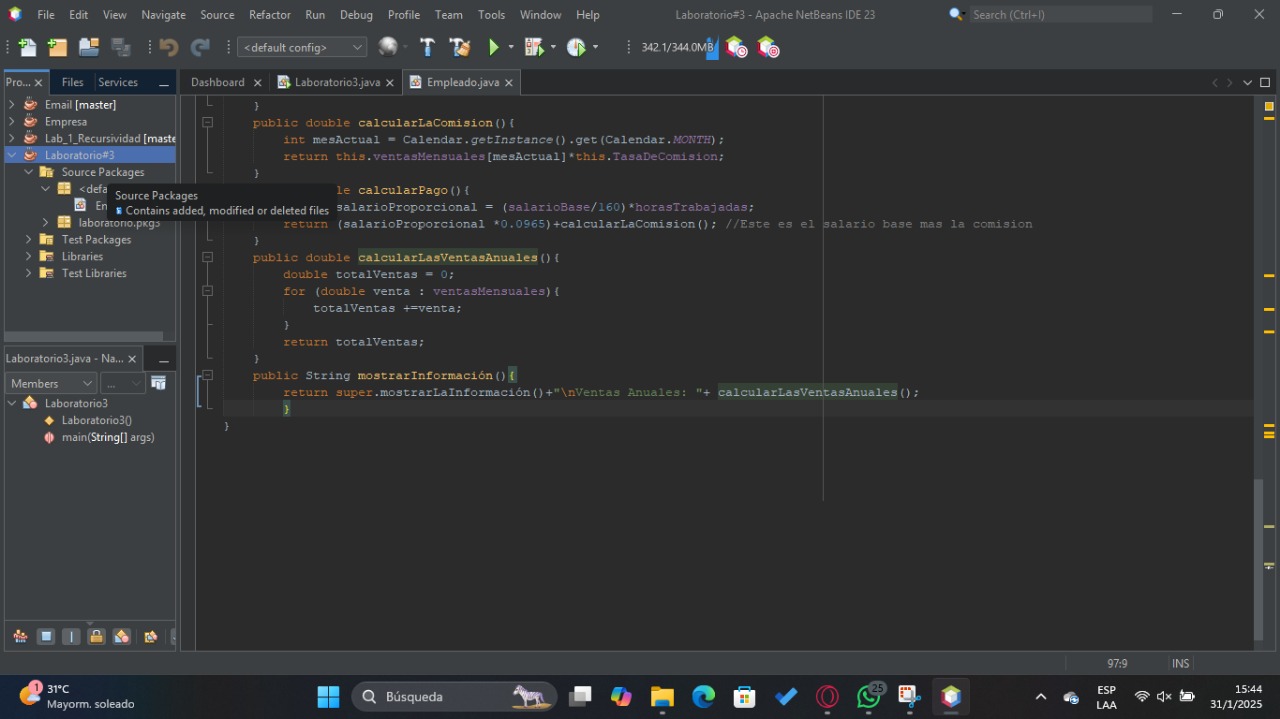 File Edit View Navigate Source Refactor Run Debug Profile Team Tools Window Help
Laboratorio#3 - Apache NetBeans IDE 23
Search (Ctrl+I)
<default config>
342.1/344.0MB
Pro...
Files
Services
Dashboard
Laboratorio3.java
Empleado.java
Email [master]
Empresa
Lab_1_Recursividad [maste
Laboratorio#3
Source Packages
<defa
Em
laboratorio.pkg3
Test Packages
Libraries
Test Libraries
Source Packages
Contains added, modified or deleted files
Laboratorio3.java - Na...
Members
...
Laboratorio3
Laboratorio3()
main(String[] args)
}
public double calcularLaComision(){
int mesActual = Calendar.getInstance().get(Calendar.MONTH);
return this.ventasMensuales[mesActual]*this.TasaDeComision;
}
le calcularPago(){
salarioProporcional = (salarioBase/160)*horasTrabajadas;
return (salarioProporcional *0.0965)+calcularLaComision(); //Este es el salario base mas la comision
}
public double calcularLasVentasAnuales(){
double totalVentas = 0;
for (double venta : ventasMensuales){
totalVentas +=venta;
}
return totalVentas;
}
public String mostrarInformación(){
return super.mostrarLaInformación()+"\nVentas Anuales: "+ calcularLasVentasAnuales();
}
}
97:9
INS
1
31°C
Mayorm. soleado
Búsqueda
25
ESP
LAA
15:44
31/1/2025